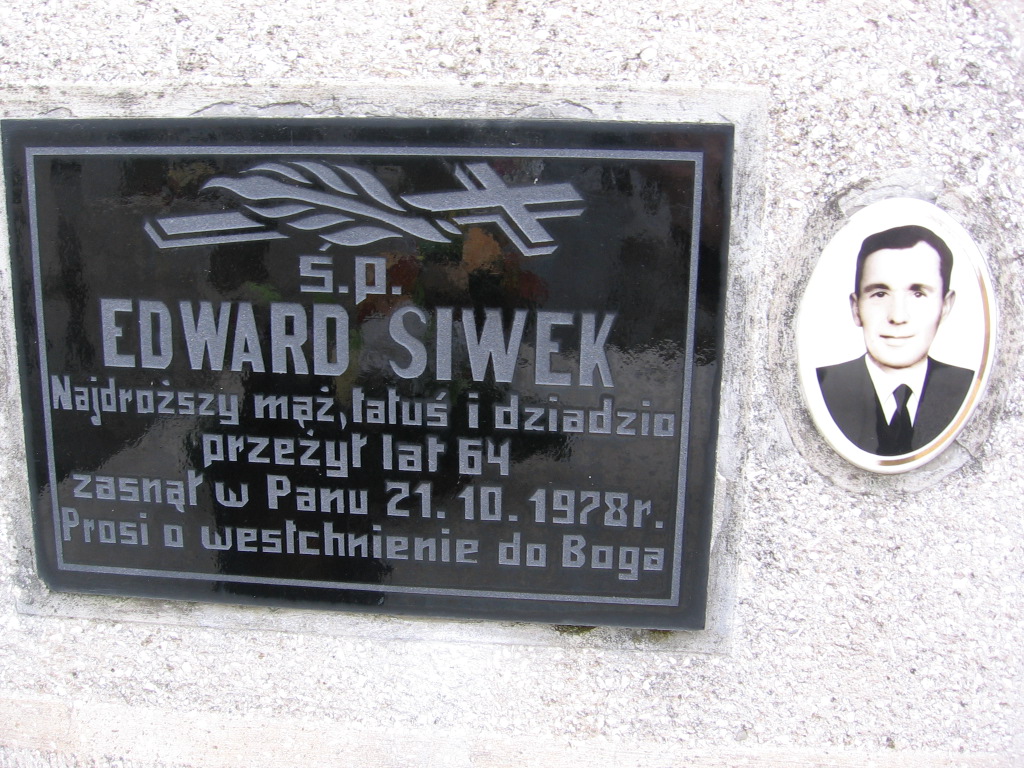 Ś.P.
EDWARD SIWEK
Najdroższy mąż, tatuś i dziadzio
przeżył lat 64
zasnął w Panu 21. 10. 1978r.
Prosi o westchnienie do Boga